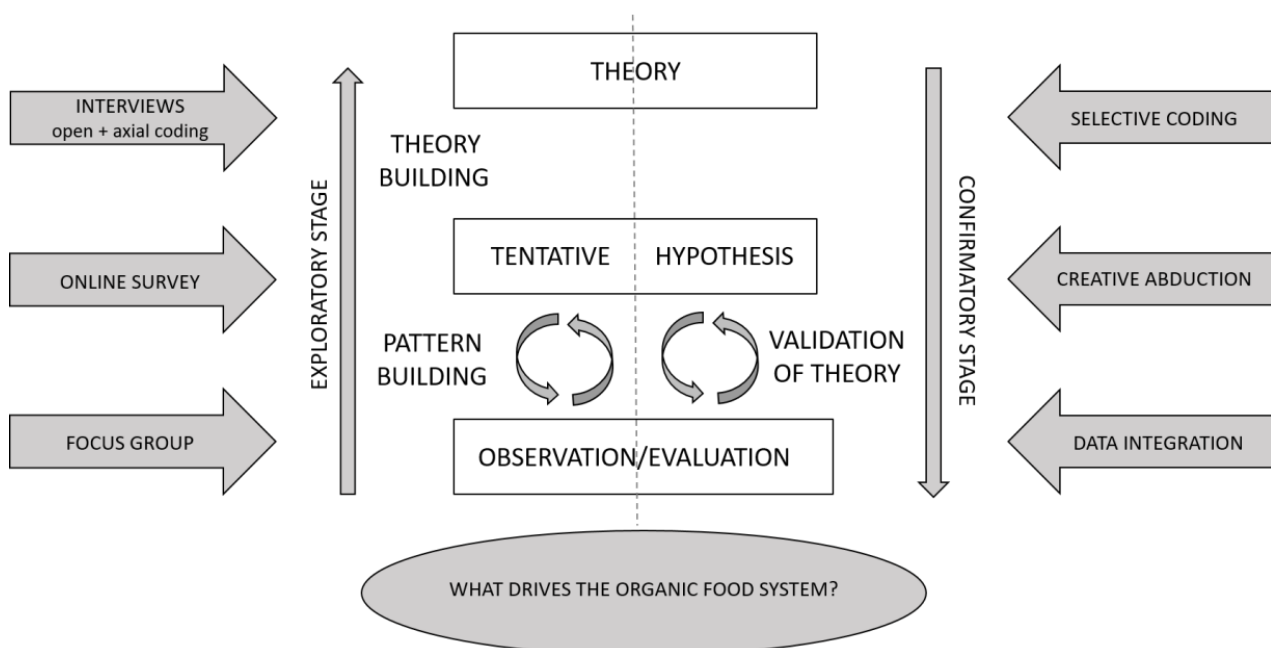 THEORY
INTERVIEWS
open + axial coding
SELECTIVE CODING
THEORY
BUILDING
EXPLORATORY STAGE
CONFIRMATORY STAGE
TENTATIVE HYPOTHESIS
ONLINE SURVEY
CREATIVE ABDUCTION
PATTERN
BUILDING
VALIDATION
OF THEORY
FOCUS GROUP
OBSERVATION/EVALUATION
DATA INTEGRATION
WHAT DRIVES THE ORGANIC FOOD SYSTEM?